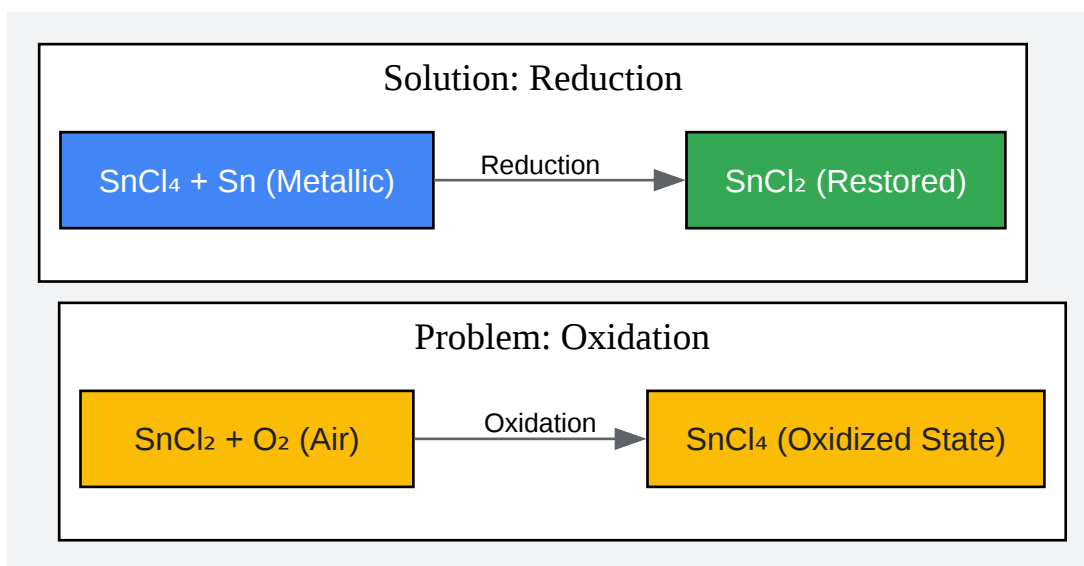 Solution: Reduction
SnCl₄ + Sn (Metallic)
Reduction
SnCl₂ (Restored)
Problem: Oxidation
SnCl₂ + O₂ (Air)
Oxidation
SnCl₄ (Oxidized State)